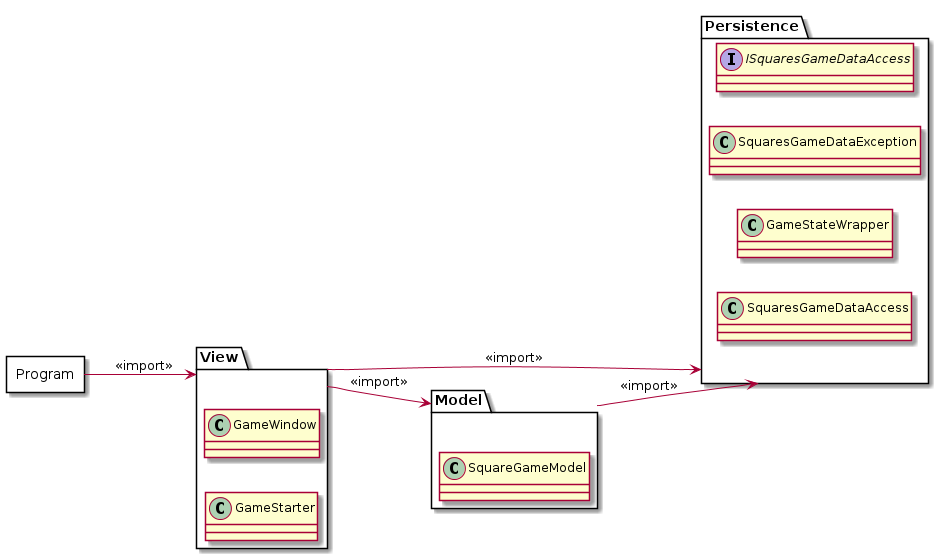 Persistence
I ISquaresGameDataAccess
C SquaresGameDataException
C GameStateWrapper
C SquaresGameDataAccess
Program
«import»
View
C GameWindow
C GameStarter
«import»
«import»
Model
C SquareGameModel
«import»